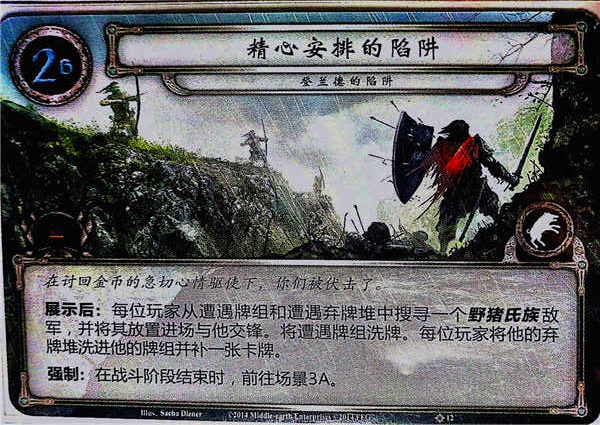 2B
精心安排的陷阱
登兰德的陷阱
–
在讨回金币的急切心情驱使下，你们被伏击了。
展示后：每位玩家从遭遇牌组和遭遇弃牌堆中搜寻一个野猪氏族敌
军，并将其放置进场与他交锋。将遭遇牌组洗牌。每位玩家将他的弃
牌堆洗进他的牌组并补一张卡牌。
强制：在战斗阶段结束时，前往场景3A。
Illus. Sacha Diener
©2014 Middle-earth Enterprises ©2014 FFG
12